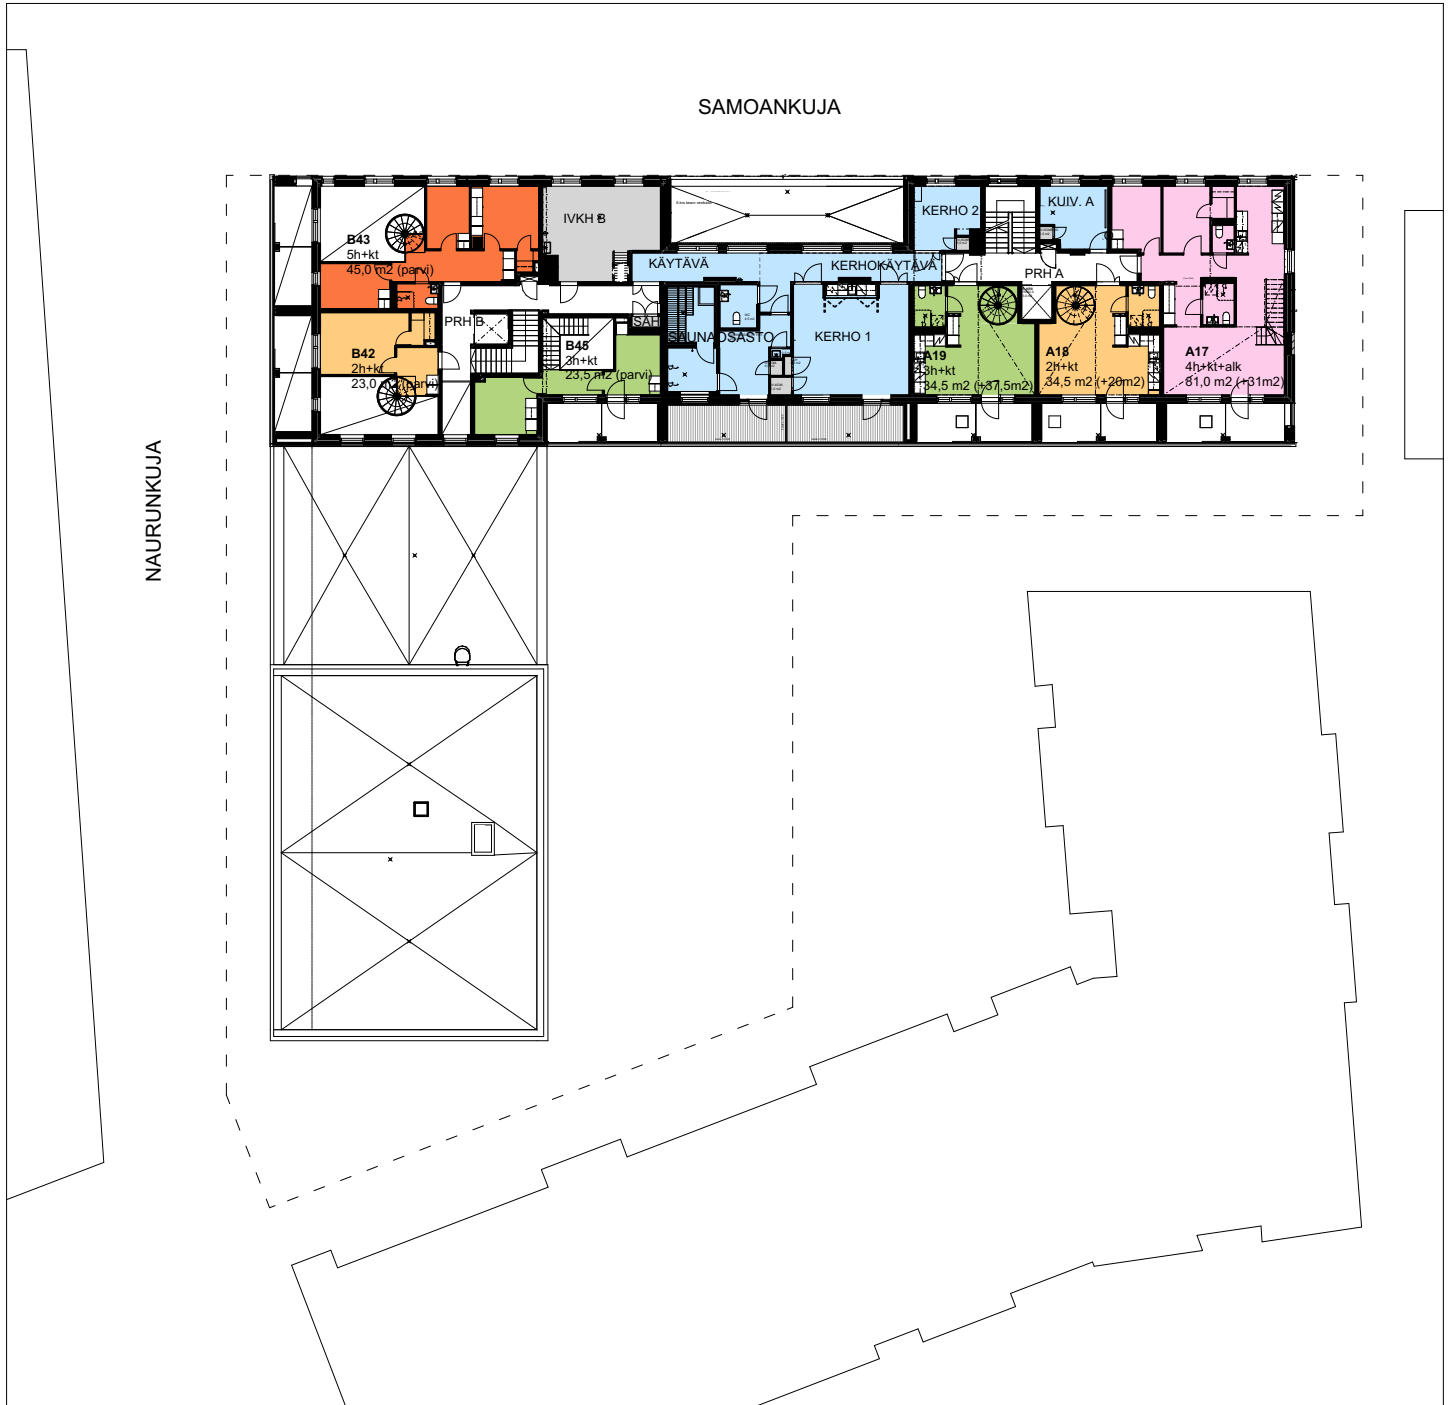 SAMOANKUJA
NAURUNKUJA
B43
5h+kt
45,0 m2 (parvi)
IVKH B
KERHO 2
KUIV. A
KÄYTÄVÄ
KERHOKÄYTÄVÄ
PRH A
PRH B
SÄH
B42
2h+kt
23,0 m2 (parvi)
B45
3h+kt
23,5 m2 (parvi)
SAUNAOSASTO
KERHO 1
A19
3h+kt
34,5 m2 (+37,5m2)
A18
2h+kt
34,5 m2 (+20m2)
A17
4h+kt+alk
81,0 m2 (+31m2)